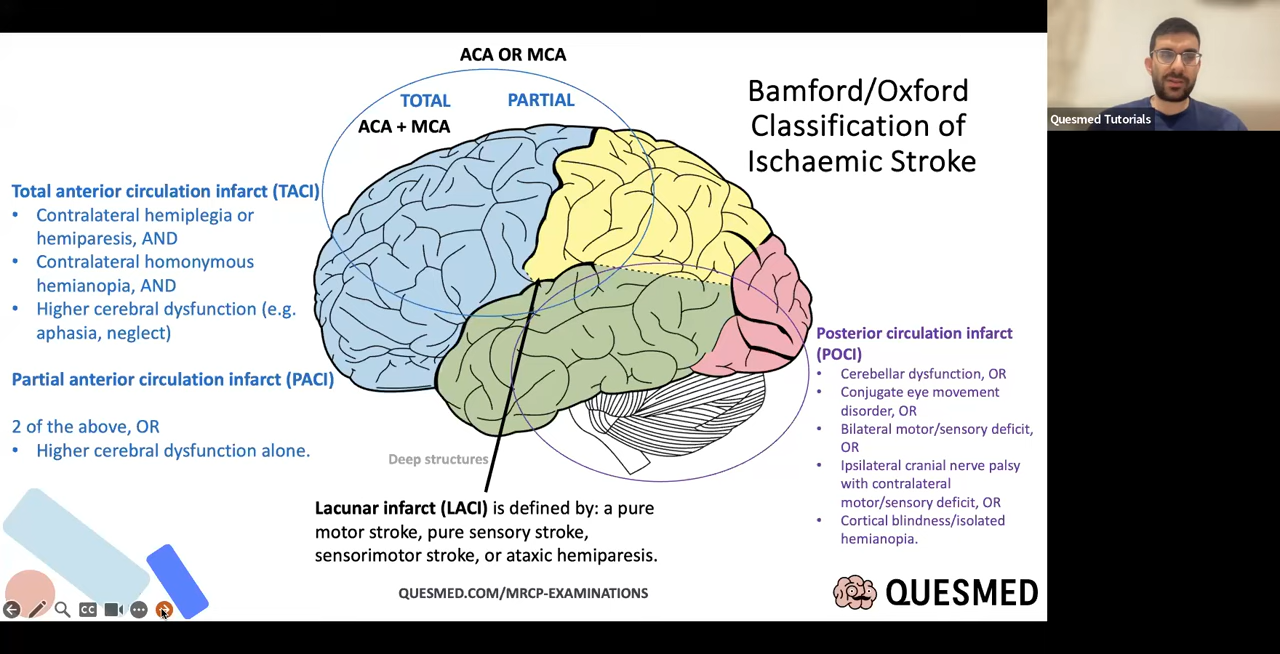 ACA OR MCA
TOTAL
PARTIAL
ACA + MCA
Bamford/Oxford
Classification of
Ischaemic Stroke
Quesmed Tutorials
Total anterior circulation infarct (TACI)
• Contralateral hemiplegia or
hemiparesis, AND
• Contralateral homonymous
hemianopia, AND
• Higher cerebral dysfunction (e.g.
aphasia, neglect)
Partial anterior circulation infarct (PACI)
2 of the above, OR
• Higher cerebral dysfunction alone.
Posterior circulation infarct
(POCI)
• Cerebellar dysfunction, OR
• Conjugate eye movement
disorder, OR
• Bilateral motor/sensory deficit,
OR
• Ipsilateral cranial nerve palsy
with contralateral
motor/sensory deficit, OR
• Cortical blindness/isolated
hemianopia.
Deep structures
Lacunar infarct (LACI) is defined by: a pure
motor stroke, pure sensory stroke,
sensorimotor stroke, or ataxic hemiparesis.
QUESMED.COM/MRCP-EXAMINATIONS
QUESMED
CC